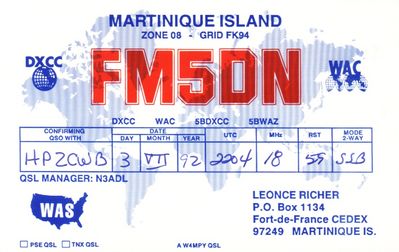 MARTINIQUE ISLAND
ZONE 08 - GRID FK94
DXCC
WAC
FM5DN
DXCC WAC 5BDXCC 5BWAZ
CONFIRMING QSO WITH
DATE
DAY MONTH YEAR
UTC
MHz
RST
MODE 2-WAY
HP2CWB 3 VII 92 2204 18 55 SSB
QSL MANAGER: N3ADL
WAS
LEONCE RICHER
P.O. Box 1134
Fort-de-France CEDEX
97249 MARTINIQUE IS.
PSE QSL TNX QSL A W4MPY QSL